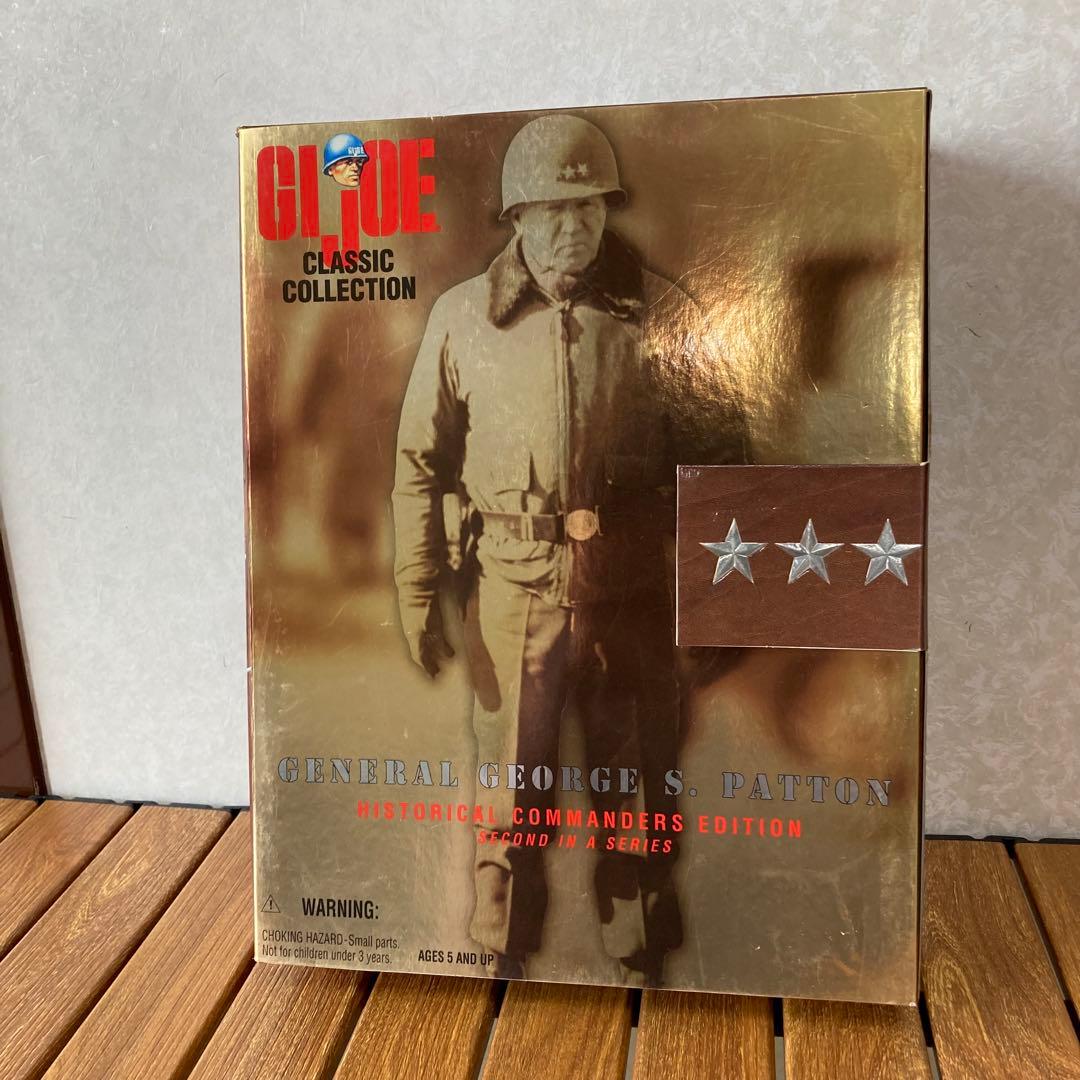 GI JOE
CLASSIC
COLLECTION
GENERAL GEORGE S. PATTON
HISTORICAL COMMANDERS EDITION
SECOND IN A SERIES
WARNING:
CHOKING HAZARD-Small parts.
Not for children under 3 years.
AGES 5 AND UP